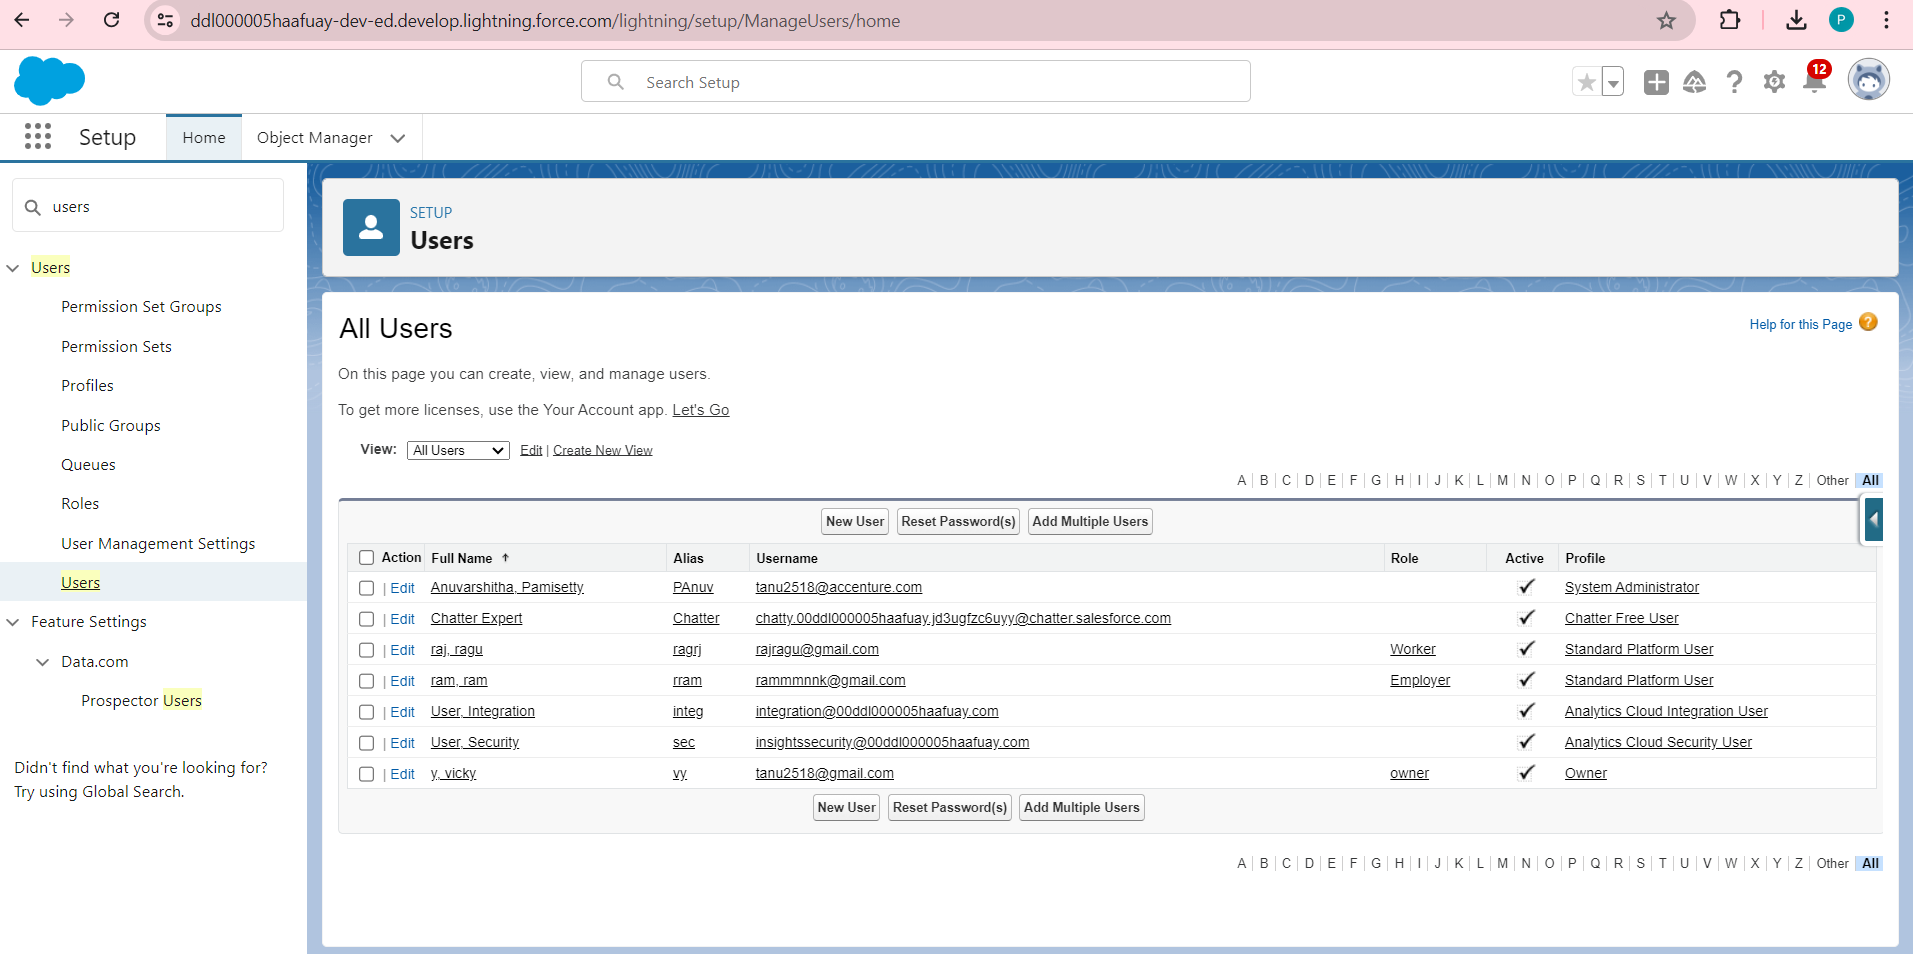 ddl000005haafuay-dev-ed.develop.lightning.force.com/lightning/setup/ManageUsers/home
P
Search Setup
12
Setup
Home
Object Manager
users
Users
Permission Set Groups
Permission Sets
Profiles
Public Groups
Queues
Roles
User Management Settings
Users
Feature Settings
Data.com
Prospector Users
Didn't find what you're looking for?
Try using Global Search.
SETUP
Users
All Users
Help for this Page ?
On this page you can create, view, and manage users.
To get more licenses, use the Your Account app. Let's Go
View: All Users Edit | Create New View
A | B | C | D | E | F | G | H | I | J | K | L | M | N | O | P | Q | R | S | T | U | V | W | X | Y | Z | Other | All
New User Reset Password(s) Add Multiple Users
Action Full Name ↑ Alias Username Role Active Profile
| Edit Anuvarshitha, Pamisetty PAnuv tanu2518@accenture.com ✓ System Administrator
| Edit Chatter Expert Chatter chatty.00ddl000005haafuay.jd3ugfzc6uyy@chatter.salesforce.com ✓ Chatter Free User
| Edit raj, ragu ragrj rajragu@gmail.com Worker ✓ Standard Platform User
| Edit ram, ram rram rammmnnk@gmail.com Employer ✓ Standard Platform User
| Edit User, Integration integ integration@00ddl000005haafuay.com ✓ Analytics Cloud Integration User
| Edit User, Security sec insightssecurity@00ddl000005haafuay.com ✓ Analytics Cloud Security User
| Edit y, vicky vy tanu2518@gmail.com owner ✓ Owner
New User Reset Password(s) Add Multiple Users
A | B | C | D | E | F | G | H | I | J | K | L | M | N | O | P | Q | R | S | T | U | V | W | X | Y | Z | Other | All